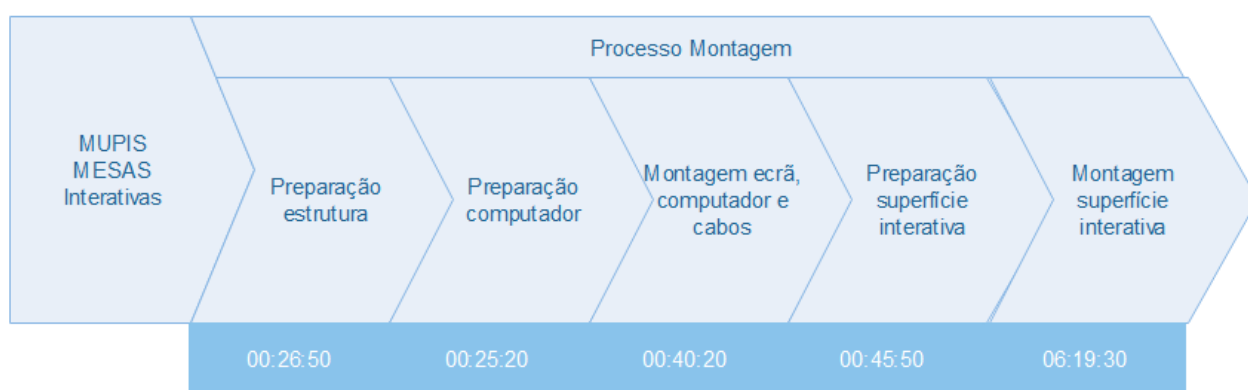 Processo Montagem
MUPIS
MESAS
Interativas
Preparação
estrutura
Preparação
computador
Montagem ecrã,
computador e
cabos
Preparação
superfície
interativa
Montagem
superfície
interativa
00:26:50
00:25:20
00:40:20
00:45:50
06:19:30